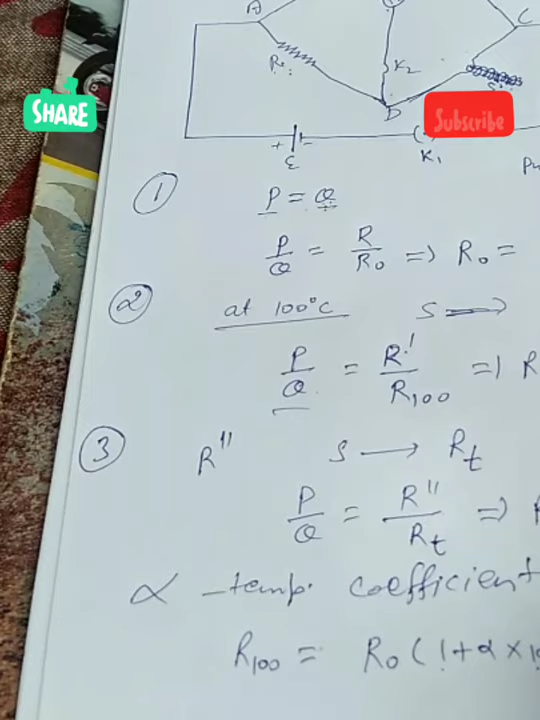 A
C
R
K2
D
SHARE
Subscribe
+ ε -
K1
① P = Q
P/Q = R/R0 => R0 =
② at 100°C S =>
P/Q = R'/R100 => R
③ R'' S → Rt
P/Q = R''/Rt =>
α - temp. coefficient
R100 = R0 (1+α×10